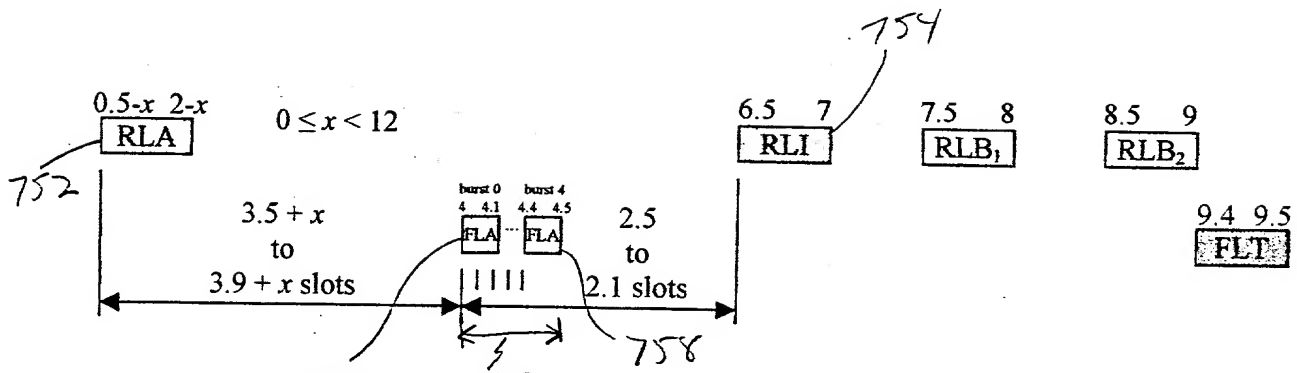 754
0.5-x 2-x
0 ≤ x < 12
6.5 7
7.5 8
8.5 9
RLA
RLI
RLB₁
RLB₂
752
burst 0 burst 4
4 4.1 4.4 4.5
FLA ... FLA
3.5 + x
to
3.9 + x slots
2.5
to
2.1 slots
9.4 9.5
FLT
758